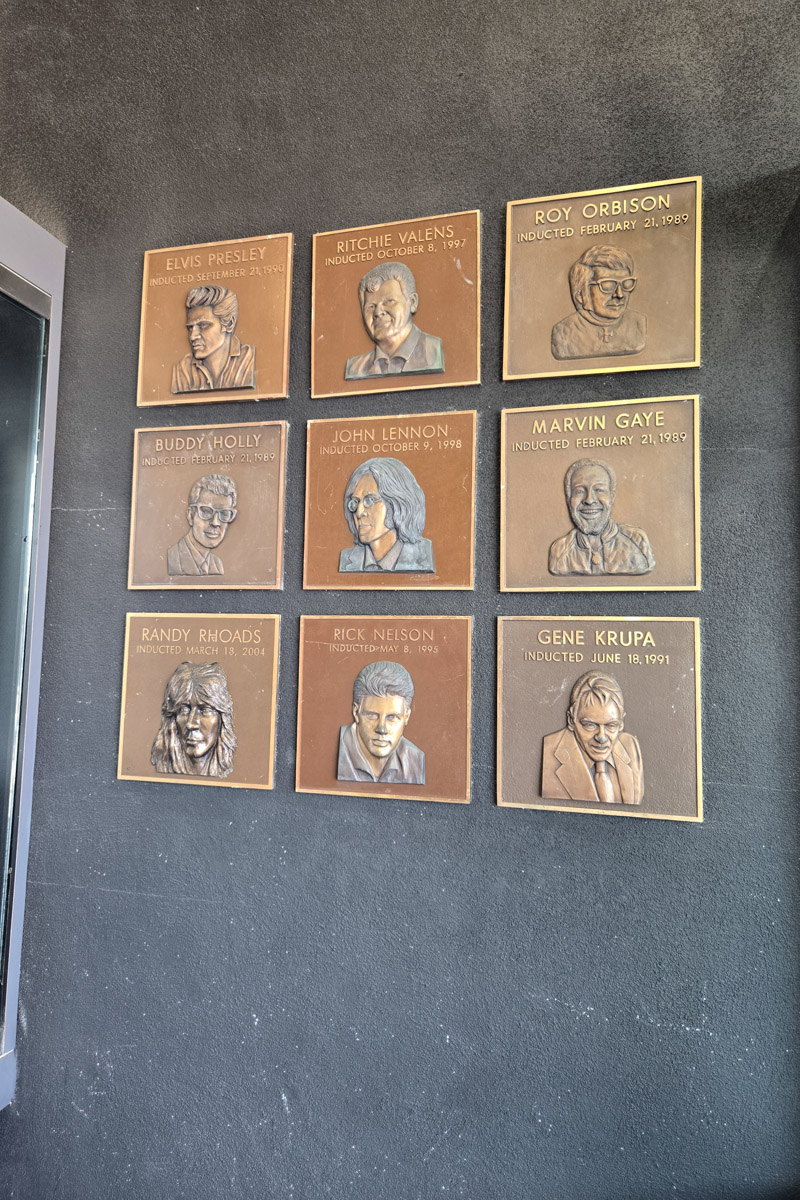 ELVIS PRESLEY
INDUCTED SEPTEMBER 21, 1990
RITCHIE VALENS
INDUCTED OCTOBER 8, 1997
ROY ORBISON
INDUCTED FEBRUARY 21, 1989
BUDDY HOLLY
INDUCTED FEBRUARY 21, 1989
JOHN LENNON
INDUCTED OCTOBER 9, 1998
MARVIN GAYE
INDUCTED FEBRUARY 21, 1989
RANDY RHOADS
INDUCTED MARCH 18, 2004
RICK NELSON
INDUCTED MAY 8, 1995
GENE KRUPA
INDUCTED JUNE 18, 1991